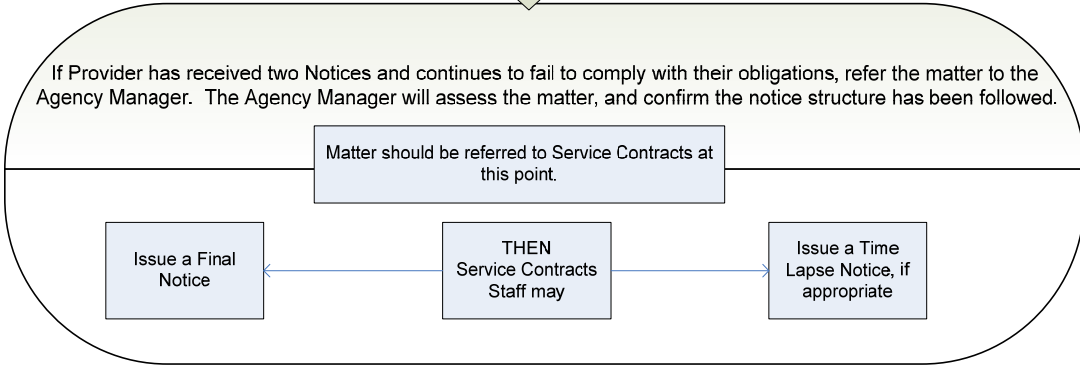 If Provider has received two Notices and continues to fail to comply with their obligations, refer the matter to the
Agency Manager.  The Agency Manager will assess the matter, and confirm the notice structure has been followed.
Matter should be referred to Service Contracts at
this point.
Issue a Final
Notice
THEN
Service Contracts
Staff may
Issue a Time
Lapse Notice, if
appropriate